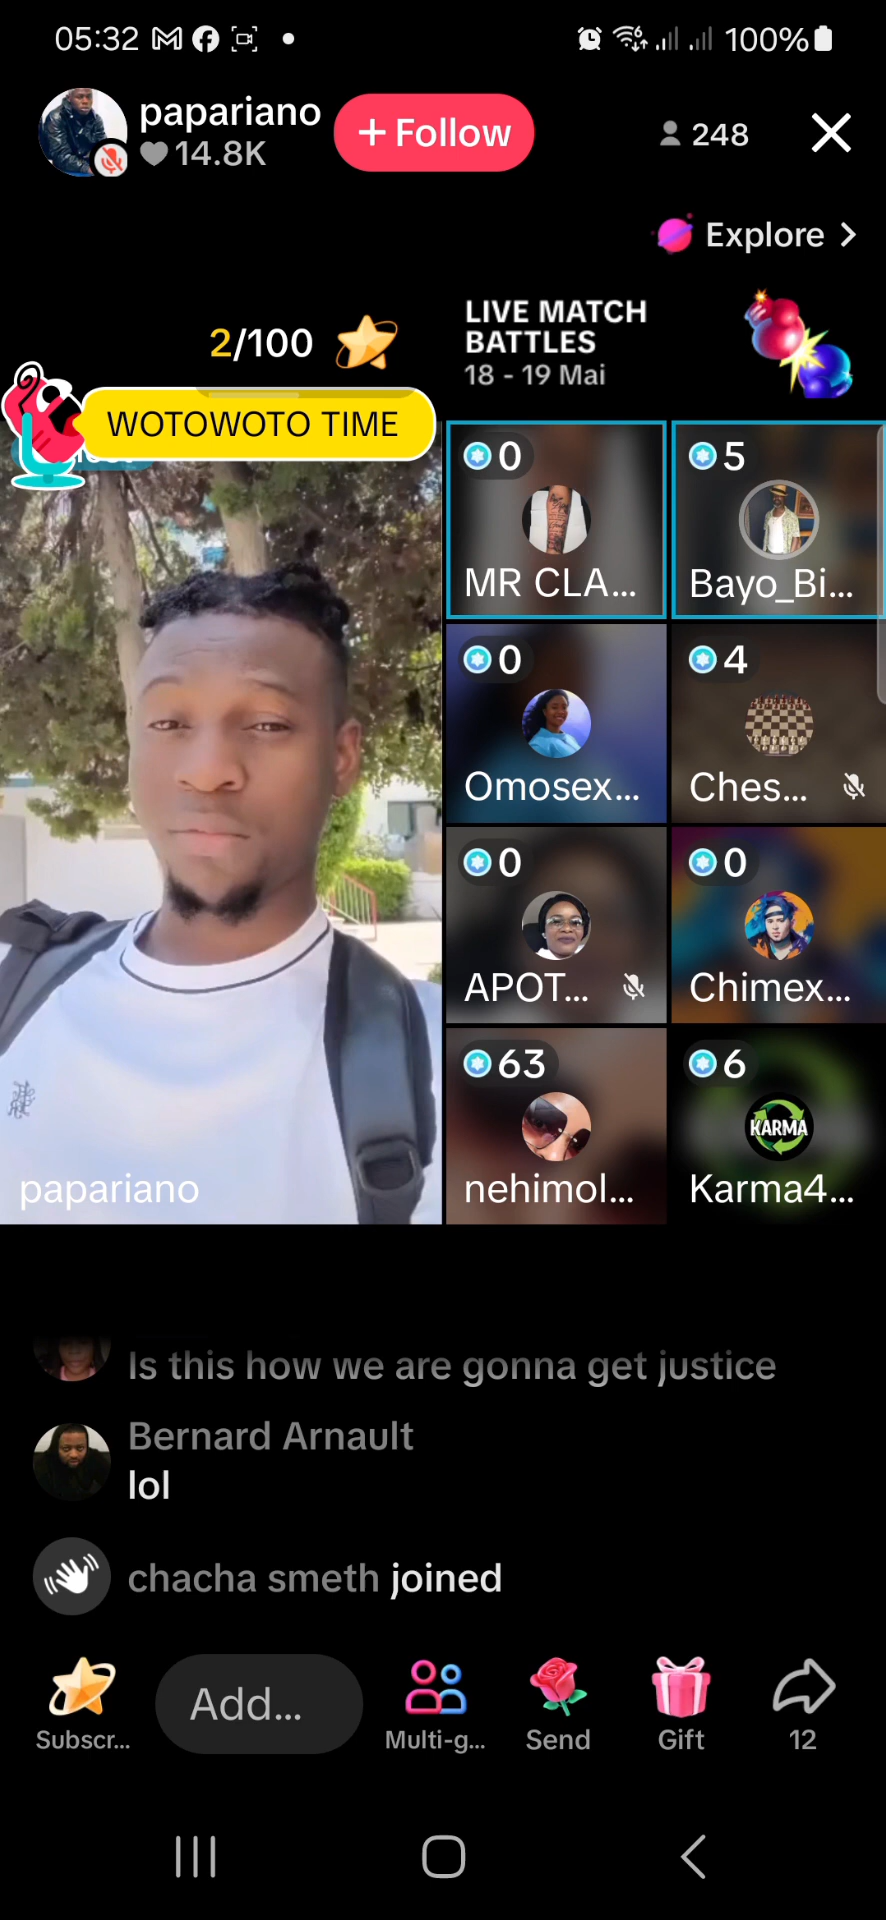 05:32
100%
papariano
14.8K
+ Follow
248
Explore >
2/100
LIVE MATCH
BATTLES
18 - 19 Mai
WOTOWOTO TIME
0
MR CLA...
5
Bayo_Bi...
0
Omosex...
4
Ches...
0
APOT...
0
Chimex...
63
nehimol...
6
KARMA
Karma4...
papariano
Is this how we are gonna get justice
Bernard Arnault
lol
chacha smeth joined
Add...
Subscr...
Multi-g...
Send
Gift
12